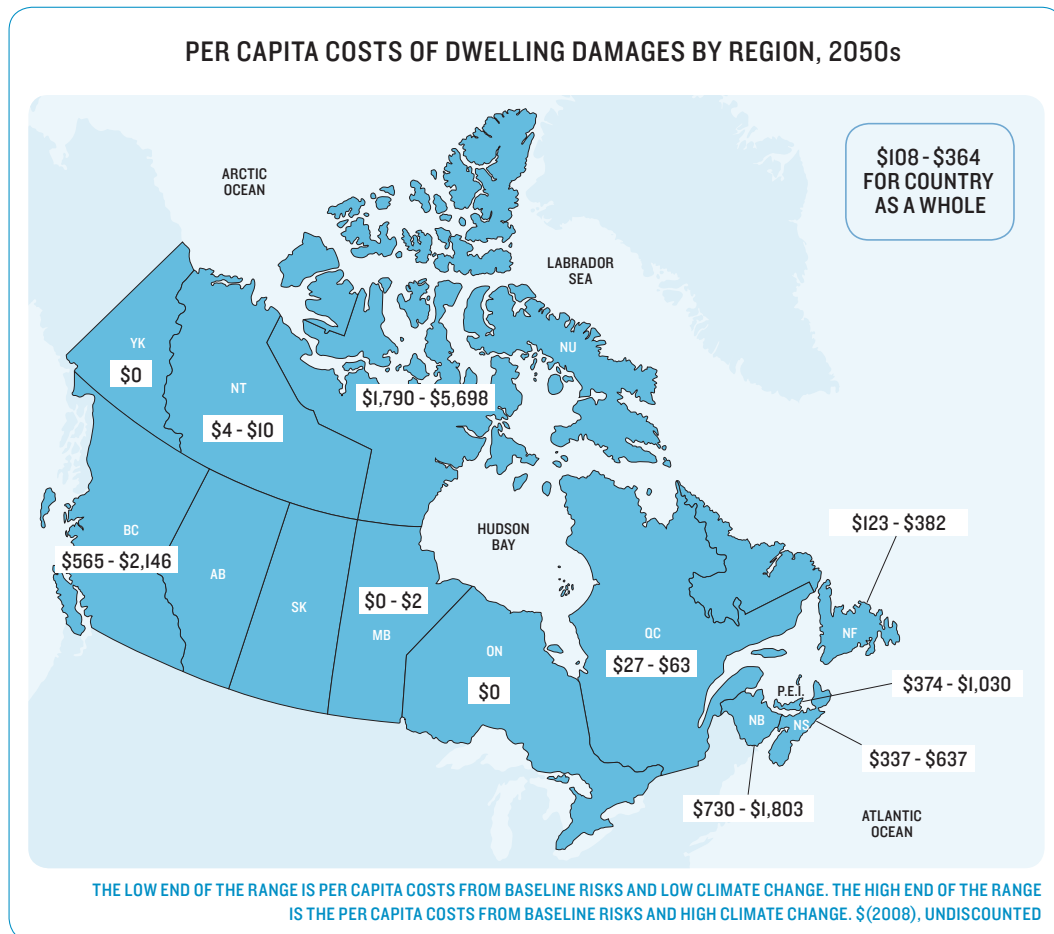 PER CAPITA COSTS OF DWELLING DAMAGES BY REGION, 2050s
$108 - $364
FOR COUNTRY
AS A WHOLE
ARCTIC
OCEAN
LABRADOR
SEA
YK
$0
NT
$4 - $10
NU
$1,790 - $5,698
HUDSON
BAY
BC
$565 - $2,146
AB
SK
$0 - $2
MB
ON
$0
QC
$27 - $63
$123 - $382
NF
P.E.I.
$374 - $1,030
NB
NS
$337 - $637
$730 - $1,803
ATLANTIC
OCEAN
THE LOW END OF THE RANGE IS PER CAPITA COSTS FROM BASELINE RISKS AND LOW CLIMATE CHANGE. THE HIGH END OF THE RANGE
IS THE PER CAPITA COSTS FROM BASELINE RISKS AND HIGH CLIMATE CHANGE. $(2008), UNDISCOUNTED